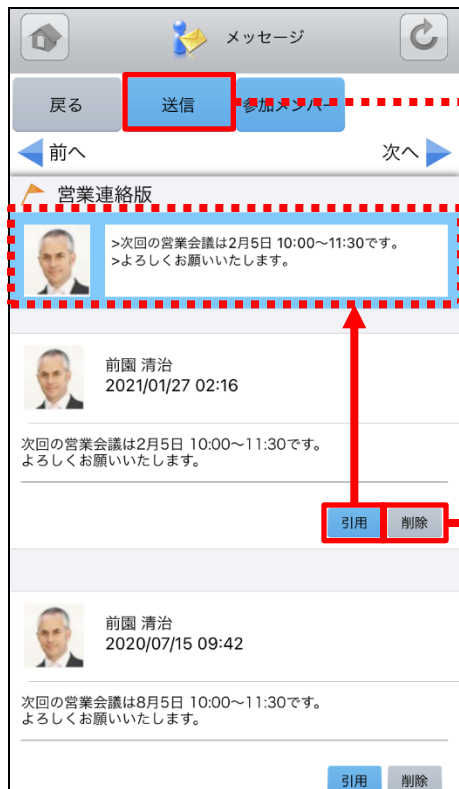 メッセージ
戻る 送信 参加メンバー
前へ 次へ
営業連絡版
>次回の営業会議は2月5日 10:00～11:30です。
>よろしくお願いいたします。
前園 清治
2021/01/27 02:16
次回の営業会議は2月5日 10:00～11:30です。
よろしくお願いいたします。
引用 削除
前園 清治
2020/07/15 09:42
次回の営業会議は8月5日 10:00～11:30です。
よろしくお願いいたします。
引用 削除